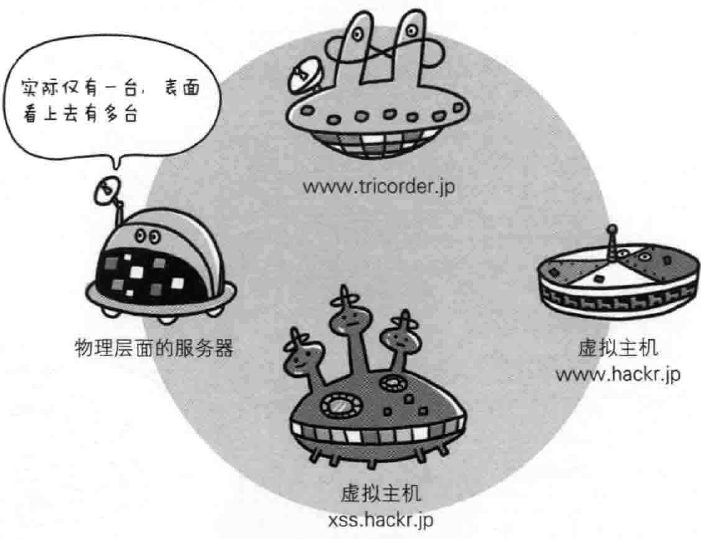 实际仅有一台，表面
看上去有多台
www.tricorder.jp
物理层面的服务器
虚拟主机
www.hackr.jp
虚拟主机
xss.hackr.jp